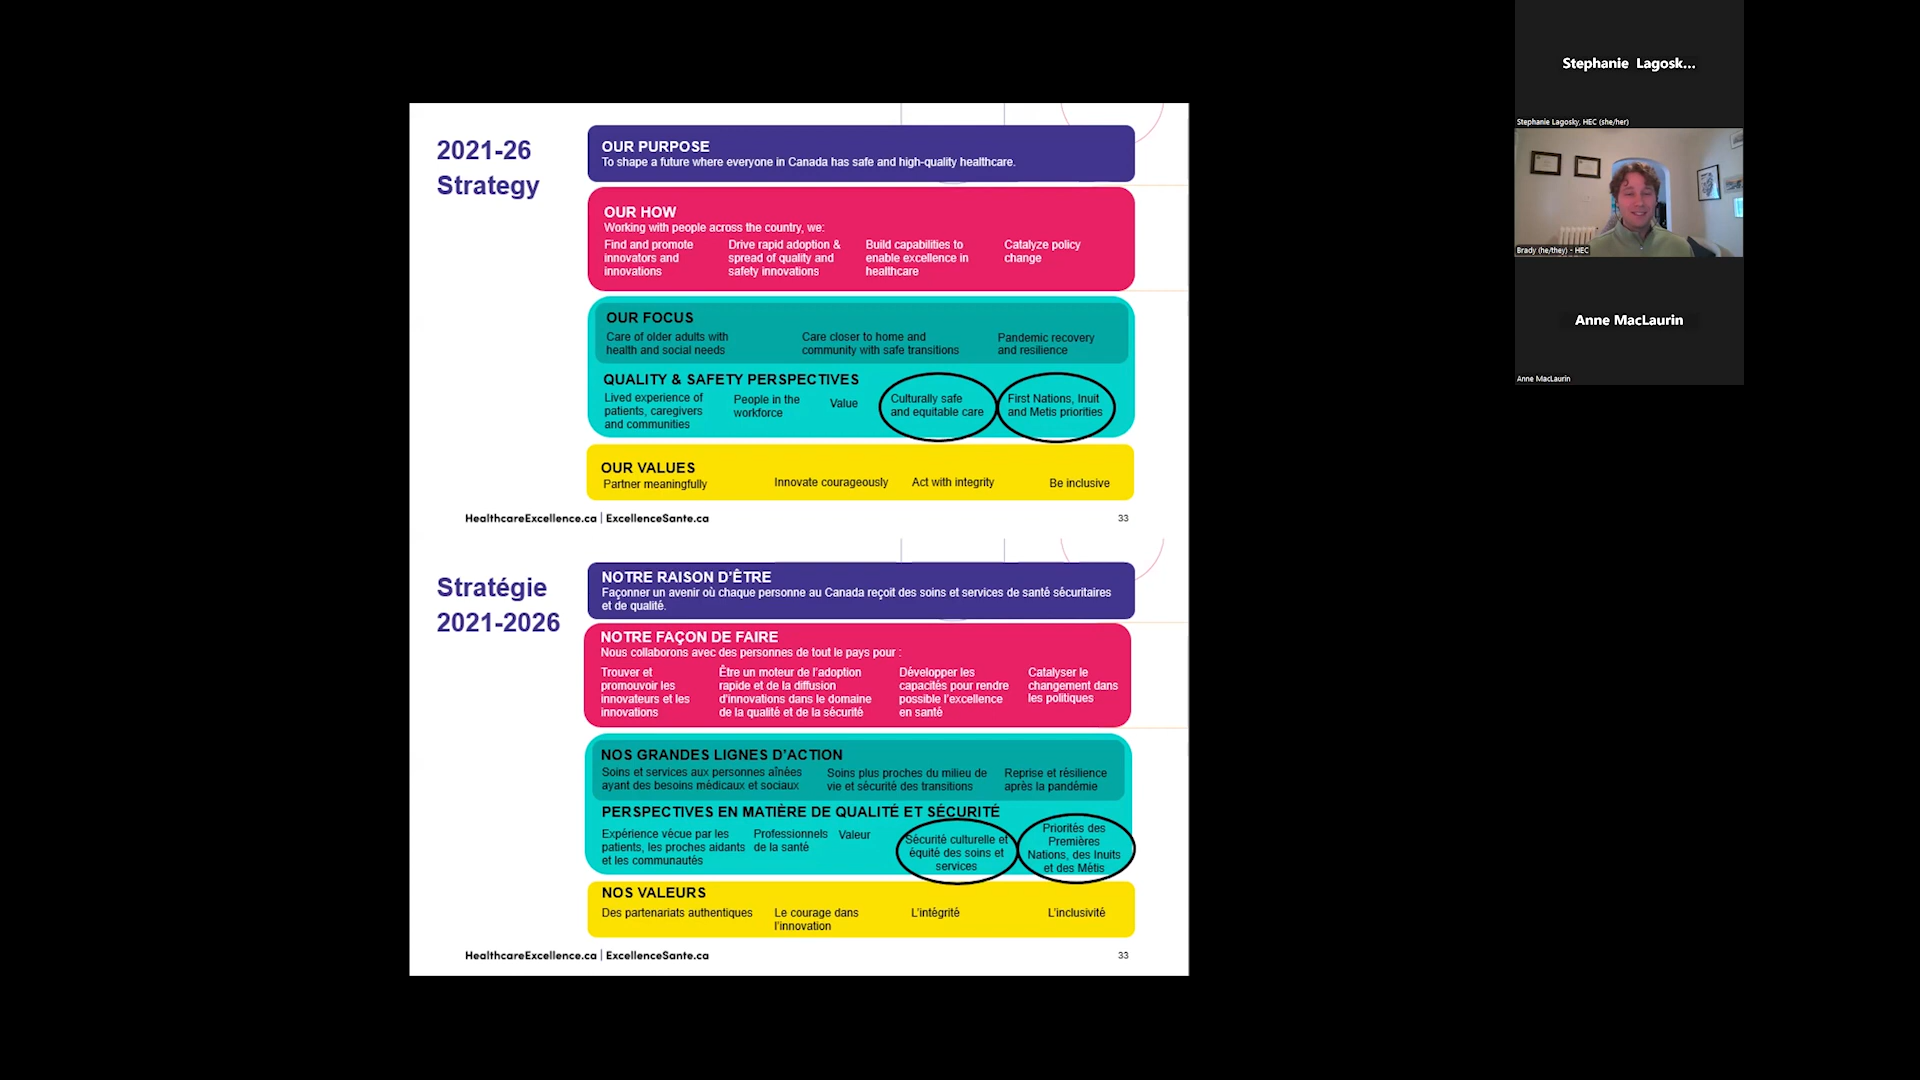 2021-26
Strategy
OUR PURPOSE
To shape a future where everyone in Canada has safe and high-quality healthcare.
OUR HOW
Working with people across the country, we:
Find and promote
innovators and
innovations
Drive rapid adoption &
spread of quality and
safety innovations
Build capabilities to
enable excellence in
healthcare
Catalyze policy
change
OUR FOCUS
Care of older adults with
health and social needs
Care closer to home and
community with safe transitions
Pandemic recovery
and resilience
QUALITY & SAFETY PERSPECTIVES
Lived experience of
patients, caregivers
and communities
People in the
workforce
Value
Culturally safe
and equitable care
First Nations, Inuit
and Metis priorities
OUR VALUES
Partner meaningfully
Innovate courageously
Act with integrity
Be inclusive
HealthcareExcellence.ca | ExcellenceSante.ca
33
Stratégie
2021-2026
NOTRE RAISON D'ÊTRE
Façonner un avenir où chaque personne au Canada reçoit des soins et services de santé sécuritaires
et de qualité.
NOTRE FAÇON DE FAIRE
Nous collaborons avec des personnes de tout le pays pour :
Trouver et
promouvoir les
innovateurs et les
innovations
Être un moteur de l'adoption
rapide et de la diffusion
d'innovations dans le domaine
de la qualité et de la sécurité
Développer les
capacités pour rendre
possible l'excellence
en santé
Catalyser le
changement dans
les politiques
NOS GRANDES LIGNES D'ACTION
Soins et services aux personnes aînées
ayant des besoins médicaux et sociaux
Soins plus proches du milieu de
vie et sécurité des transitions
Reprise et résilience
après la pandémie
PERSPECTIVES EN MATIÈRE DE QUALITÉ ET SÉCURITÉ
Expérience vécue par les
patients, les proches aidants
et les communautés
Professionnels
de la santé
Valeur
Sécurité culturelle et
équité des soins et
services
Priorités des
Premières
Nations, des Inuits
et des Métis
NOS VALEURS
Des partenariats authentiques
Le courage dans
l'innovation
L'intégrité
L'inclusivité
HealthcareExcellence.ca | ExcellenceSante.ca
33
Stephanie Lagosk...
Stephanie Lagosky, HEC (she/her)
Brady (he/they) - HEC
Anne MacLaurin
Anne MacLaurin